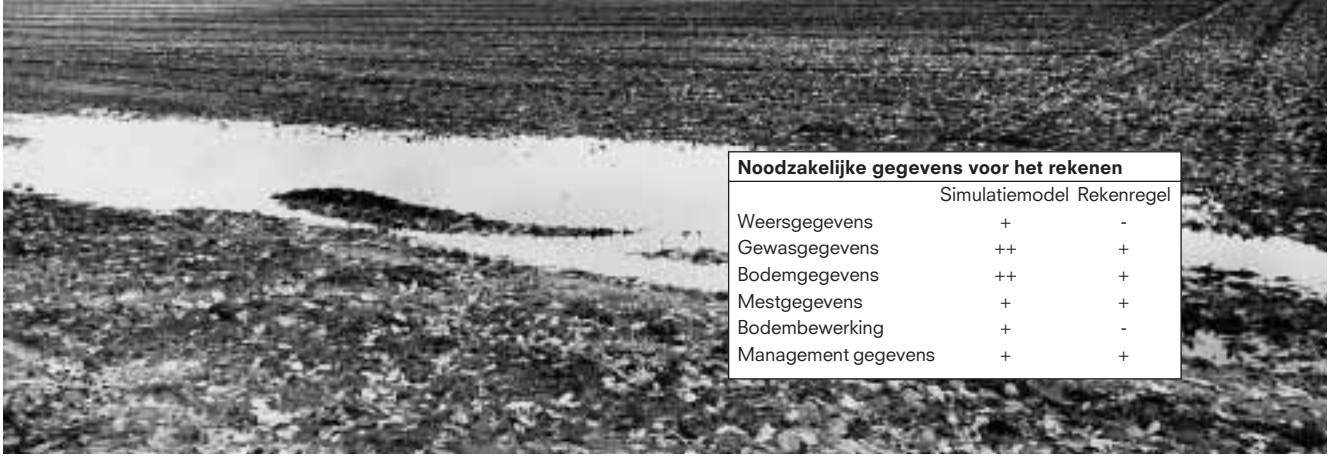 Noodzakelijke gegevens voor het rekenen
Simulatiemodel Rekenregel
Weersgegevens + -
Gewasgegevens ++ +
Bodemgegevens ++ +
Mestgegevens + +
Bodembewerking + -
Management gegevens + +